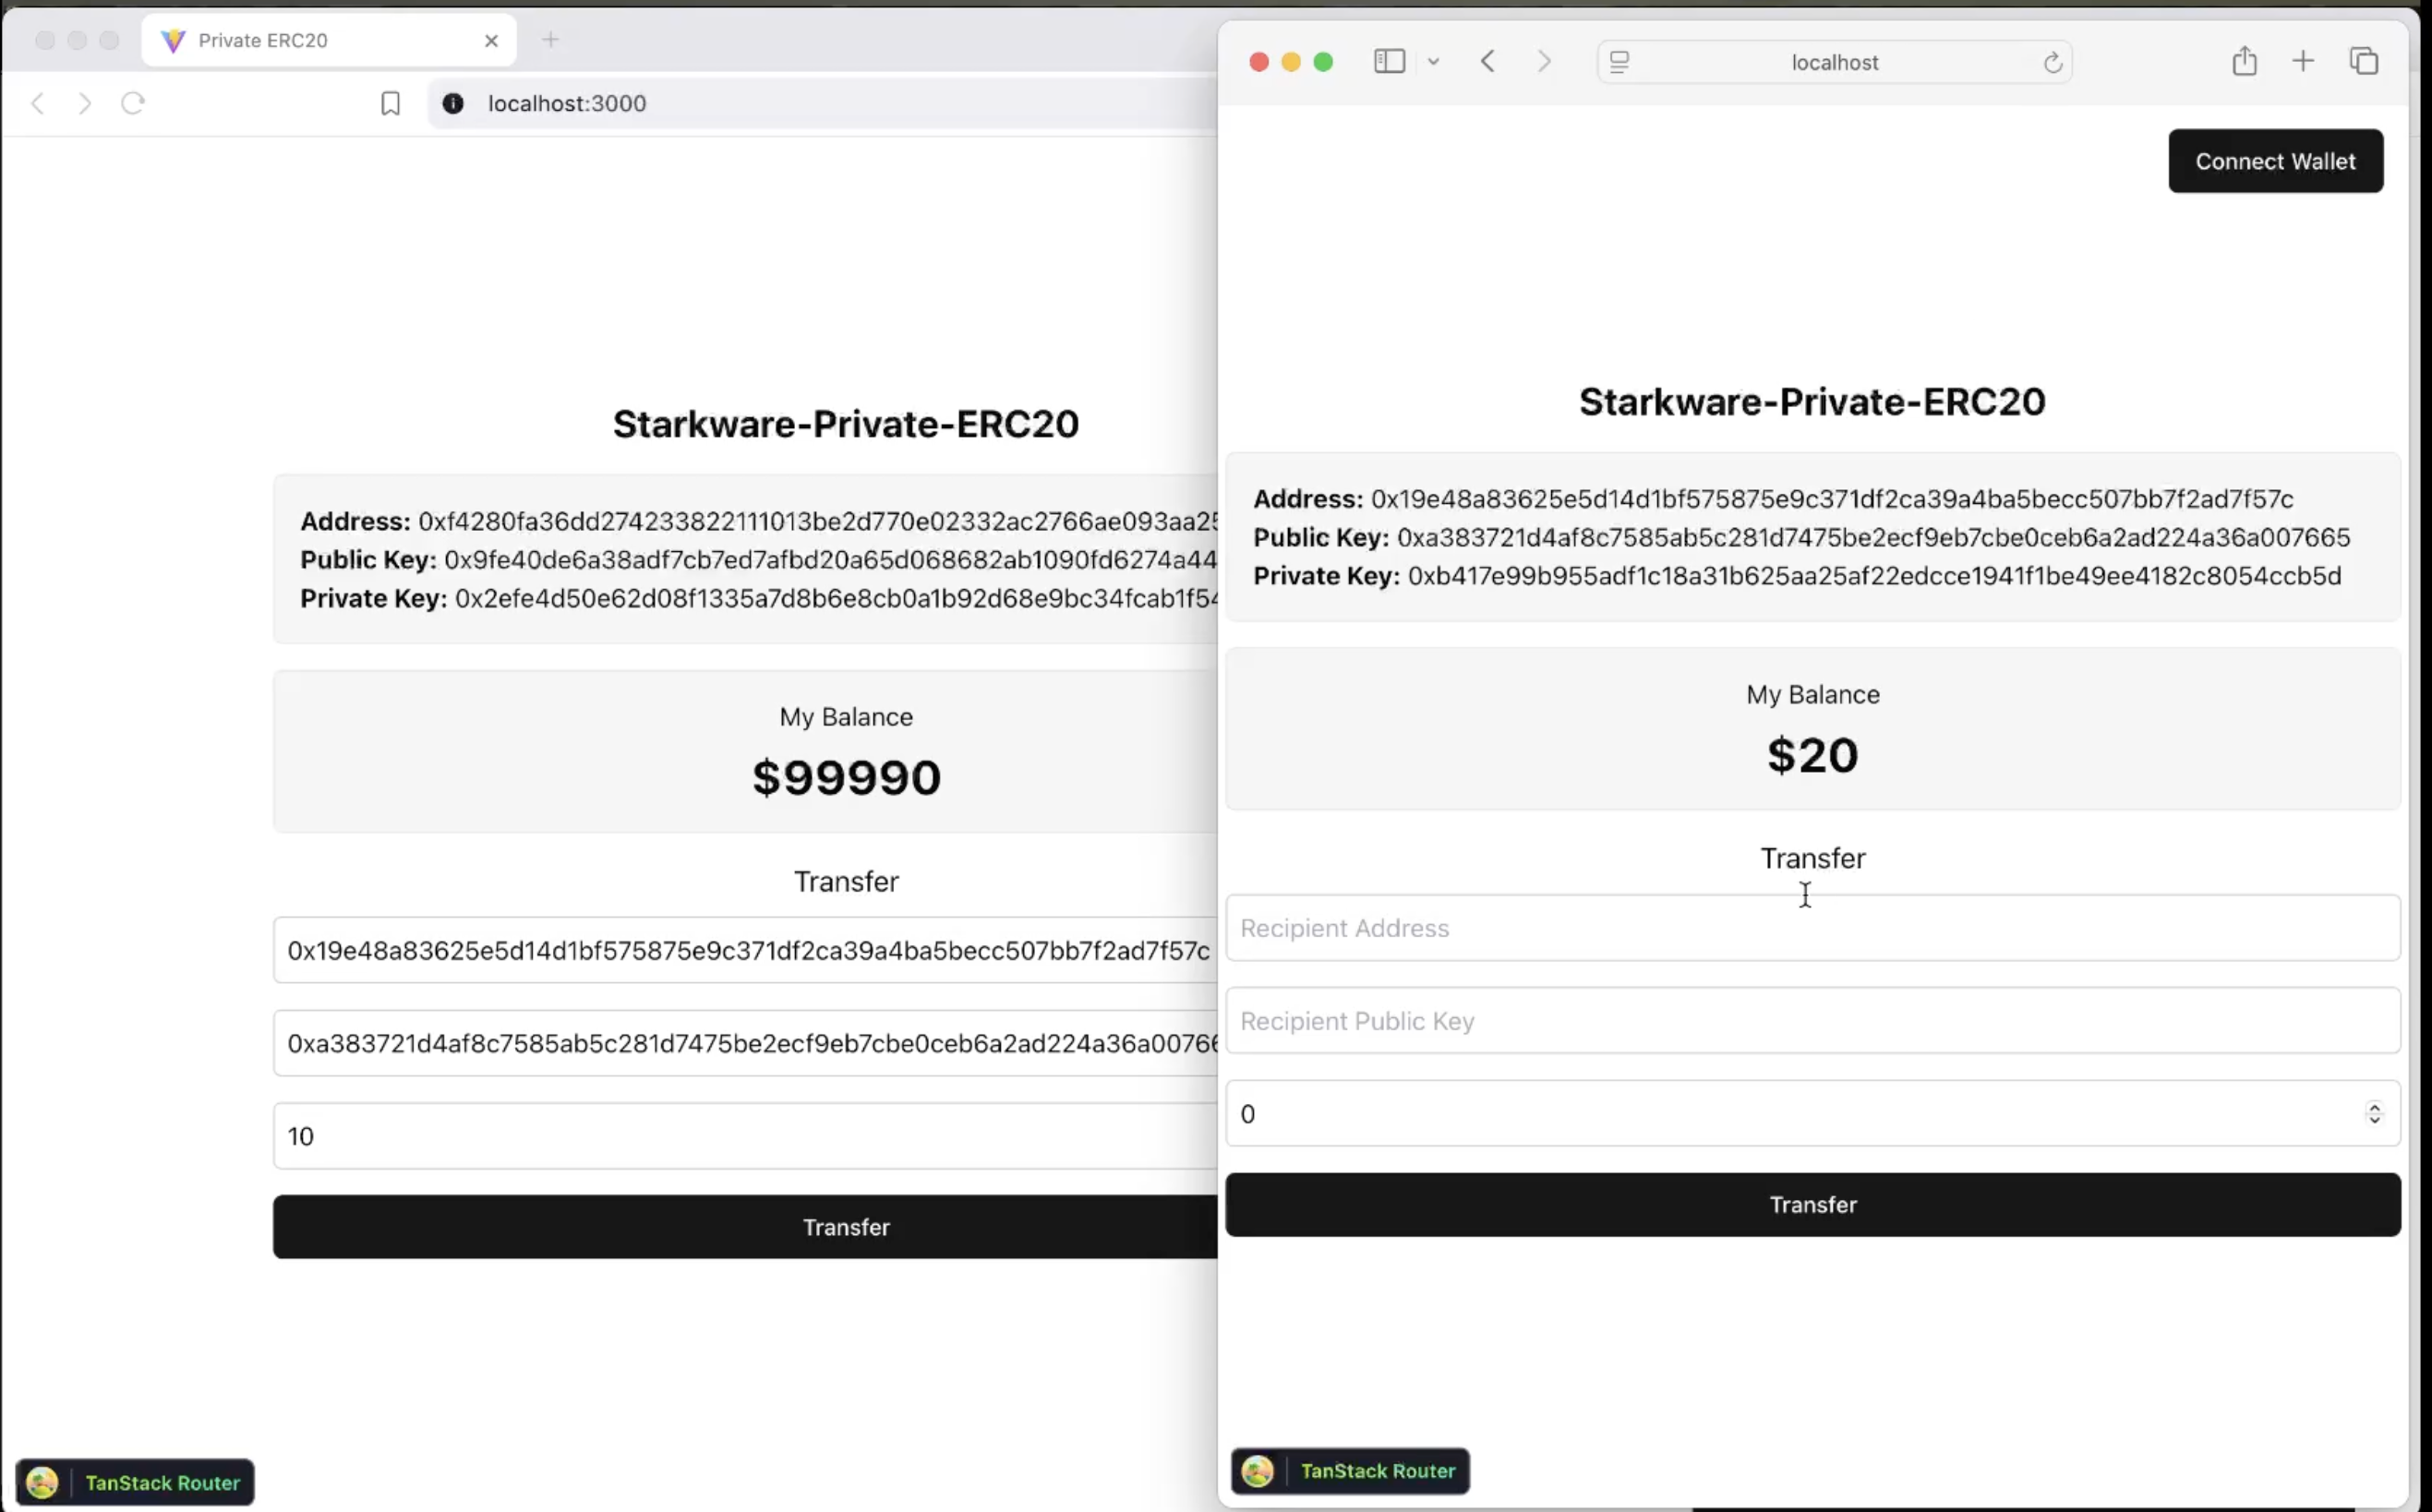 Private ERC20
localhost:3000
Starkware-Private-ERC20
Address: 0xf4280fa36dd274233822111013be2d770e02332ac2766ae093aa25
Public Key: 0x9fe40de6a38adf7cb7ed7afbd20a65d068682ab1090fd6274a44
Private Key: 0x2efe4d50e62d08f1335a7d8b6e8cb0a1b92d68e9bc34fcab1f54
My Balance
$99990
Transfer
0x19e48a83625e5d14d1bf575875e9c371df2ca39a4ba5becc507bb7f2ad7f57c
0xa383721d4af8c7585ab5c281d7475be2ecf9eb7cbe0ceb6a2ad224a36a00766
10
Transfer
TanStack Router
localhost
Connect Wallet
Starkware-Private-ERC20
Address: 0x19e48a83625e5d14d1bf575875e9c371df2ca39a4ba5becc507bb7f2ad7f57c
Public Key: 0xa383721d4af8c7585ab5c281d7475be2ecf9eb7cbe0ceb6a2ad224a36a007665
Private Key: 0xb417e99b955adf1c18a31b625aa25af22edcce1941f1be49ee4182c8054ccb5d
My Balance
$20
Transfer
Recipient Address
Recipient Public Key
0
Transfer
TanStack Router